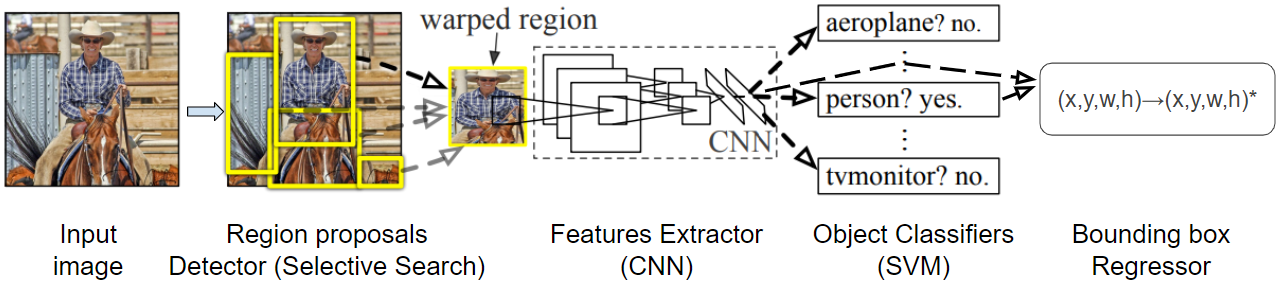 warped region
aeroplane? no.
⋮
person? yes.
⋮
tvmonitor? no.
CNN
(x,y,w,h)→(x,y,w,h)*
Input
image
Region proposals
Detector (Selective Search)
Features Extractor
(CNN)
Object Classifiers
(SVM)
Bounding box
Regressor